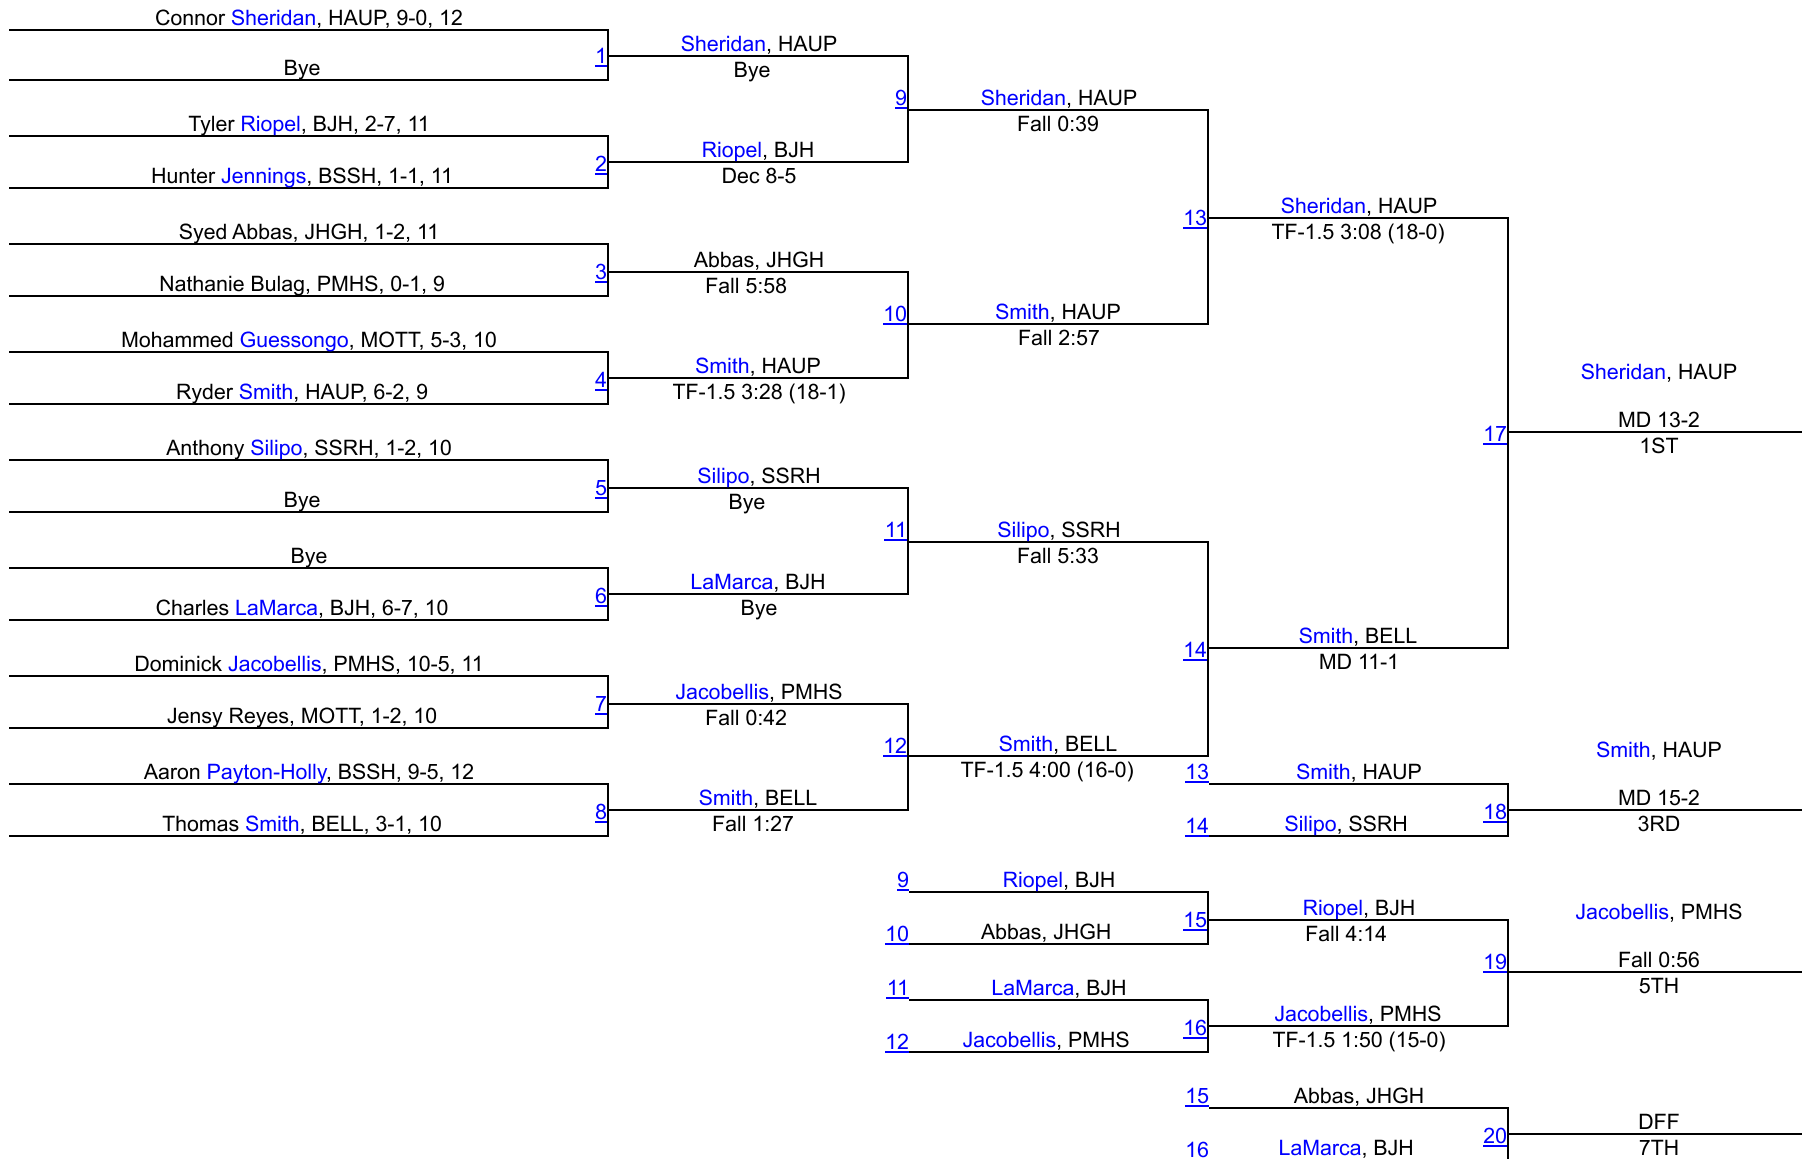 Connor Sheridan, HAUP, 9-0, 12
Bye
1
Tyler Riopel, BJH, 2-7, 11
Hunter Jennings, BSSH, 1-1, 11
2
Syed Abbas, JHGH, 1-2, 11
Nathanie Bulag, PMHS, 0-1, 9
3
Mohammed Guessongo, MOTT, 5-3, 10
Ryder Smith, HAUP, 6-2, 9
4
Anthony Silipo, SSRH, 1-2, 10
Bye
5
Bye
Charles LaMarca, BJH, 6-7, 10
6
Dominick Jacobellis, PMHS, 10-5, 11
Jensy Reyes, MOTT, 1-2, 10
7
Aaron Payton-Holly, BSSH, 9-5, 12
Thomas Smith, BELL, 3-1, 10
8
Sheridan, HAUP
Bye
9
Riopel, BJH
Dec 8-5
Abbas, JHGH
Fall 5:58
10
Smith, HAUP
TF-1.5 3:28 (18-1)
Silipo, SSRH
Bye
11
LaMarca, BJH
Bye
Jacobellis, PMHS
Fall 0:42
12
Smith, BELL
Fall 1:27
Sheridan, HAUP
Fall 0:39
13
Smith, HAUP
Fall 2:57
Silipo, SSRH
Fall 5:33
14
Smith, BELL
TF-1.5 4:00 (16-0)
Sheridan, HAUP
TF-1.5 3:08 (18-0)
17
Smith, BELL
MD 11-1
Sheridan, HAUP
MD 13-2
1ST
13
Smith, HAUP
14
Silipo, SSRH
18
Smith, HAUP
MD 15-2
3RD
9
Riopel, BJH
10
Abbas, JHGH
15
11
LaMarca, BJH
12
Jacobellis, PMHS
16
Riopel, BJH
Fall 4:14
19
Jacobellis, PMHS
TF-1.5 1:50 (15-0)
Jacobellis, PMHS
Fall 0:56
5TH
15
Abbas, JHGH
16
LaMarca, BJH
20
DFF
7TH